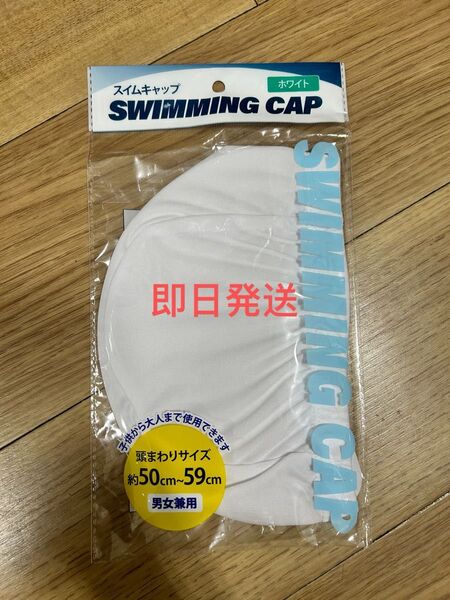 スイムキャップ
ホワイト
SWIMMING CAP
SWIMMING CAP
即日発送
子供から大人まで使用できます
頭まわりサイズ
約50cm~59cm
男女兼用